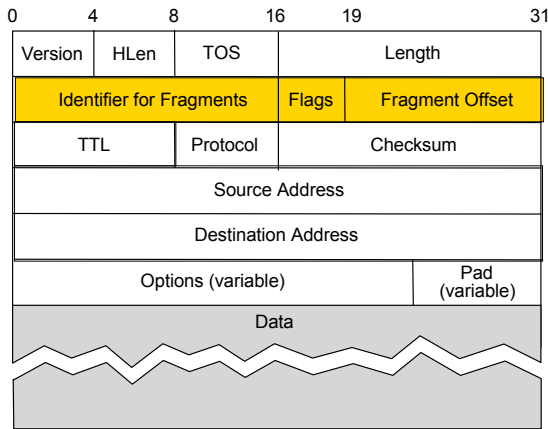 0 4 8 16 19 31
Version HLen TOS Length
Identifier for Fragments Flags Fragment Offset
TTL Protocol Checksum
Source Address
Destination Address
Options (variable) Pad
(variable)
Data